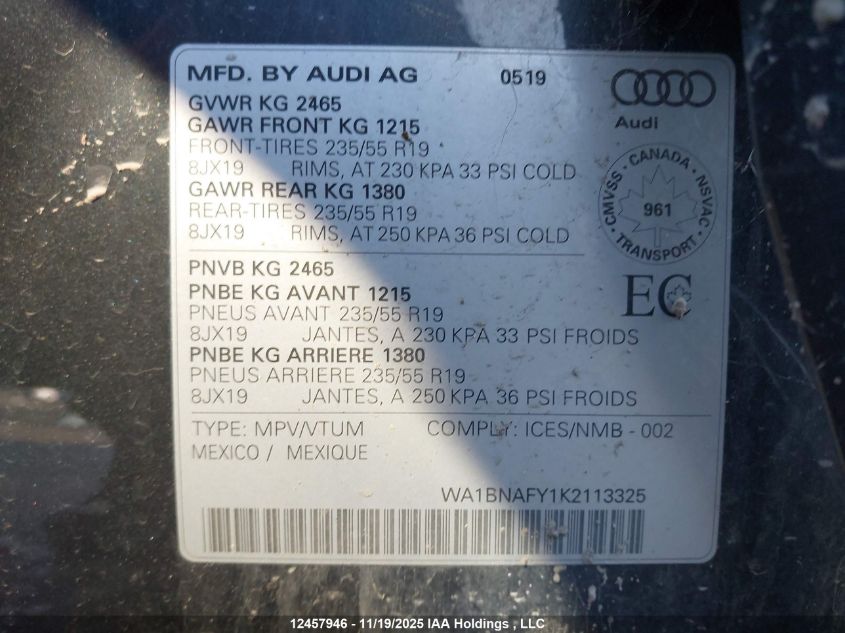 MFD. BY AUDI AG 0519
GVWR KG 2465
GAWR FRONT KG 1215
FRONT-TIRES 235/55 R19
8JX19 RIMS, AT 230 KPA 33 PSI COLD
GAWR REAR KG 1380
REAR-TIRES 235/55 R19
8JX19 RIMS, AT 250 KPA 36 PSI COLD
Audi
CMVSS - CANADA - NSVAC
961
- TRANSPORT -
PNVB KG 2465
PNBE KG AVANT 1215
PNEUS AVANT 235/55 R19
8JX19 JANTES, A 230 KPA 33 PSI FROIDS
PNBE KG ARRIERE 1380
PNEUS ARRIERE 235/55 R19
8JX19 JANTES, A 250 KPA 36 PSI FROIDS
EC
TYPE: MPV/VTUM COMPLY: ICES/NMB - 002
MEXICO / MEXIQUE
WA1BNAFY1K2113325
12457946 - 11/19/2025 IAA Holdings , LLC